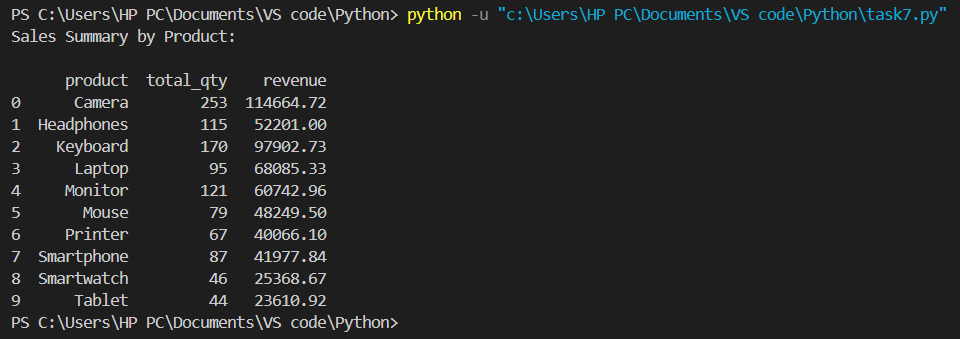 PS C:\Users\HP PC\Documents\VS code\Python> python -u "c:\Users\HP PC\Documents\VS code\Python\task7.py"
Sales Summary by Product:
product total_qty revenue
0 Camera 253 114664.72
1 Headphones 115 52201.00
2 Keyboard 170 97902.73
3 Laptop 95 68085.33
4 Monitor 121 60742.96
5 Mouse 79 48249.50
6 Printer 67 40066.10
7 Smartphone 87 41977.84
8 Smartwatch 46 25368.67
9 Tablet 44 23610.92
PS C:\Users\HP PC\Documents\VS code\Python>